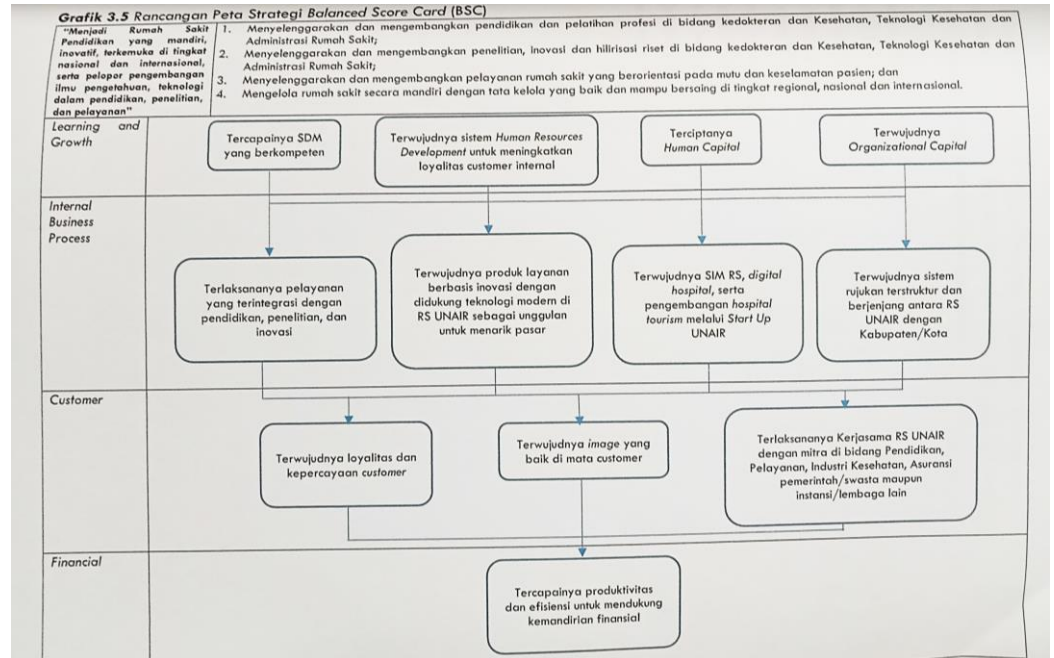 Grafik 3.5 Rancangan Peta Strategi Balanced Score Card (BSC)
"Menjadi Rumah Sakit
Pendidikan yang mandiri,
inovatif, terkemuka di tingkat
nasional dan internasional,
serta pelopor pengembangan
ilmu pengetahuan, teknologi
dalam pendidikan, penelitian,
dan pelayanan"
1. Menyelenggarakan dan mengembangkan pendidikan dan pelatihan profesi di bidang kedokteran dan Kesehatan, Teknologi Kesehatan dan
Administrasi Rumah Sakit;
2. Menyelenggarakan dan mengembangkan penelitian, Inovasi dan hilirisasi riset di bidang kedokteran dan Kesehatan, Teknologi Kesehatan dan
Administrasi Rumah Sakit;
3. Menyelenggarakan dan mengembangkan pelayanan rumah sakit yang berorientasi pada mutu dan keselamatan pasien; dan
4. Mengelola rumah sakit secara mandiri dengan tata kelola yang baik dan mampu bersaing di tingkat regional, nasional dan internasional.
Learning and
Growth
Tercapainya SDM
yang berkompeten
Terwujudnya sistem Human Resources
Development untuk meningkatkan
loyalitas customer internal
Terciptanya
Human Capital
Terwujudnya
Organizational Capital
Internal
Business
Process
Terlaksananya pelayanan
yang terintegrasi dengan
pendidikan, penelitian, dan
inovasi
Terwujudnya produk layanan
berbasis inovasi dengan
didukung teknologi modern di
RS UNAIR sebagai unggulan
untuk menarik pasar
Terwujudnya SIM RS, digital
hospital, serta
pengembangan hospital
tourism melalui Start Up
UNAIR
Terwujudnya sistem
rujukan terstruktur dan
berjenjang antara RS
UNAIR dengan
Kabupaten/Kota
Customer
Terwujudnya loyalitas dan
kepercayaan customer
Terwujudnya image yang
baik di mata customer
Terlaksananya Kerjasama RS UNAIR
dengan mitra di bidang Pendidikan,
Pelayanan, Industri Kesehatan, Asuransi
pemerintah/swasta maupun
instansi/lembaga lain
Financial
Tercapainya produktivitas
dan efisiensi untuk mendukung
kemandirian finansial